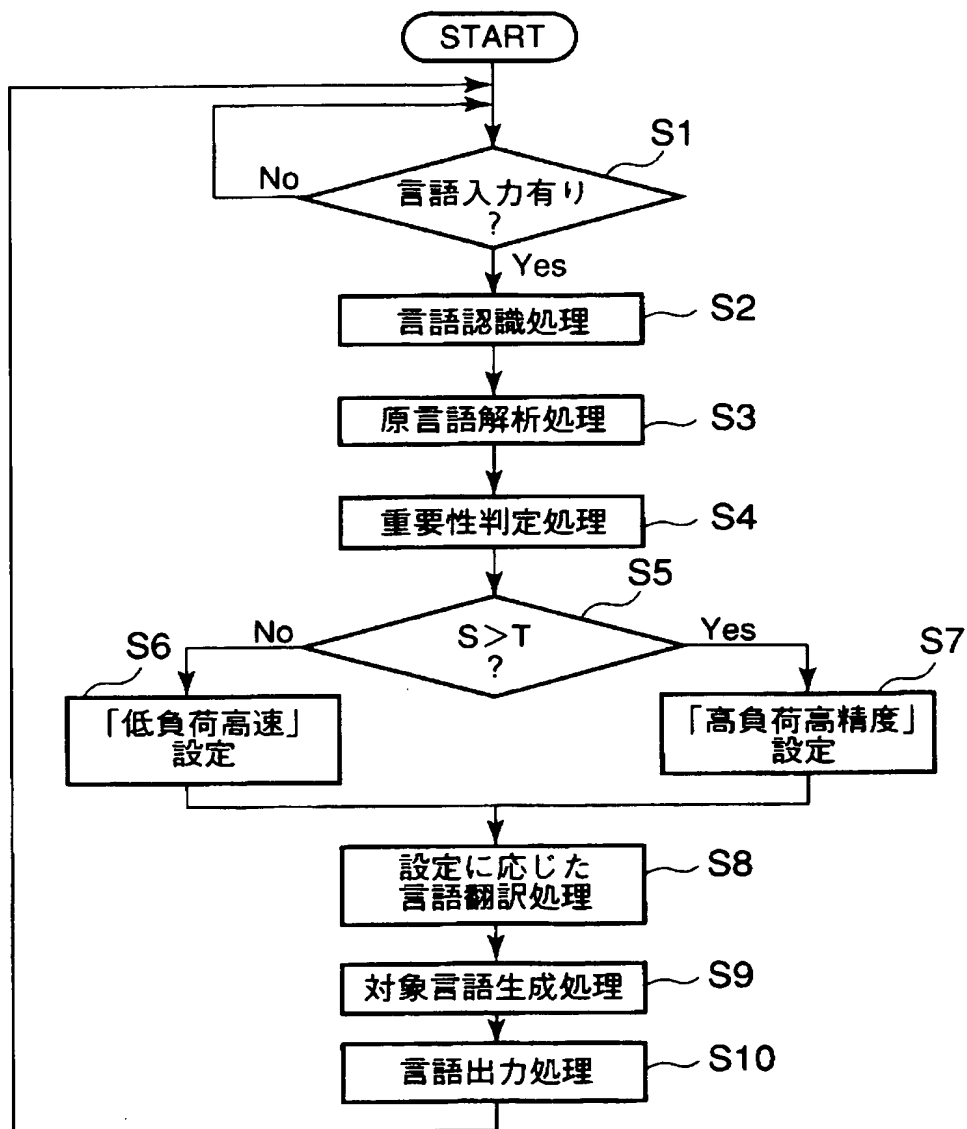 START
S1
No
言語入力有り
?
Yes
言語認識処理
S2
原言語解析処理
S3
重要性判定処理
S4
S5
No
S>T
?
Yes
S6
S7
「低負荷高速」
設定
「高負荷高精度」
設定
設定に応じた
言語翻訳処理
S8
対象言語生成処理
S9
言語出力処理
S10